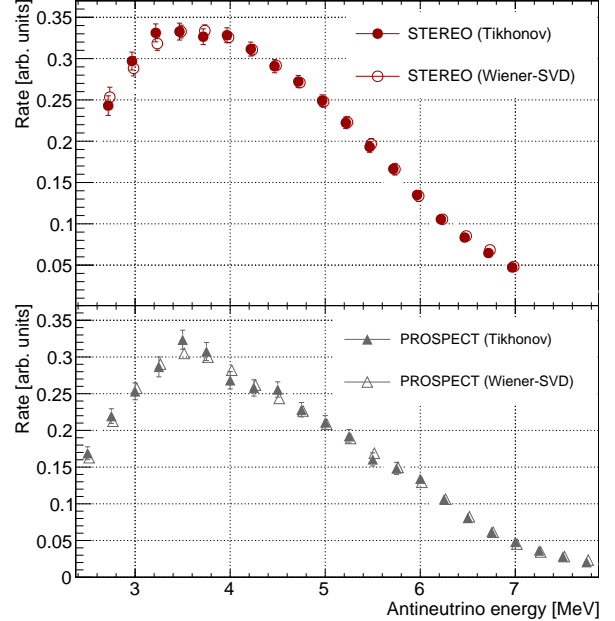 Rate [arb. units]
0.35
0.3
0.25
0.2
0.15
0.1
0.05
STEREO (Tikhonov)
STEREO (Wiener-SVD)
Rate [arb. units]
0.35
0.3
0.25
0.2
0.15
0.1
0.05
0
PROSPECT (Tikhonov)
PROSPECT (Wiener-SVD)
3 4 5 6 7
Antineutrino energy [MeV]